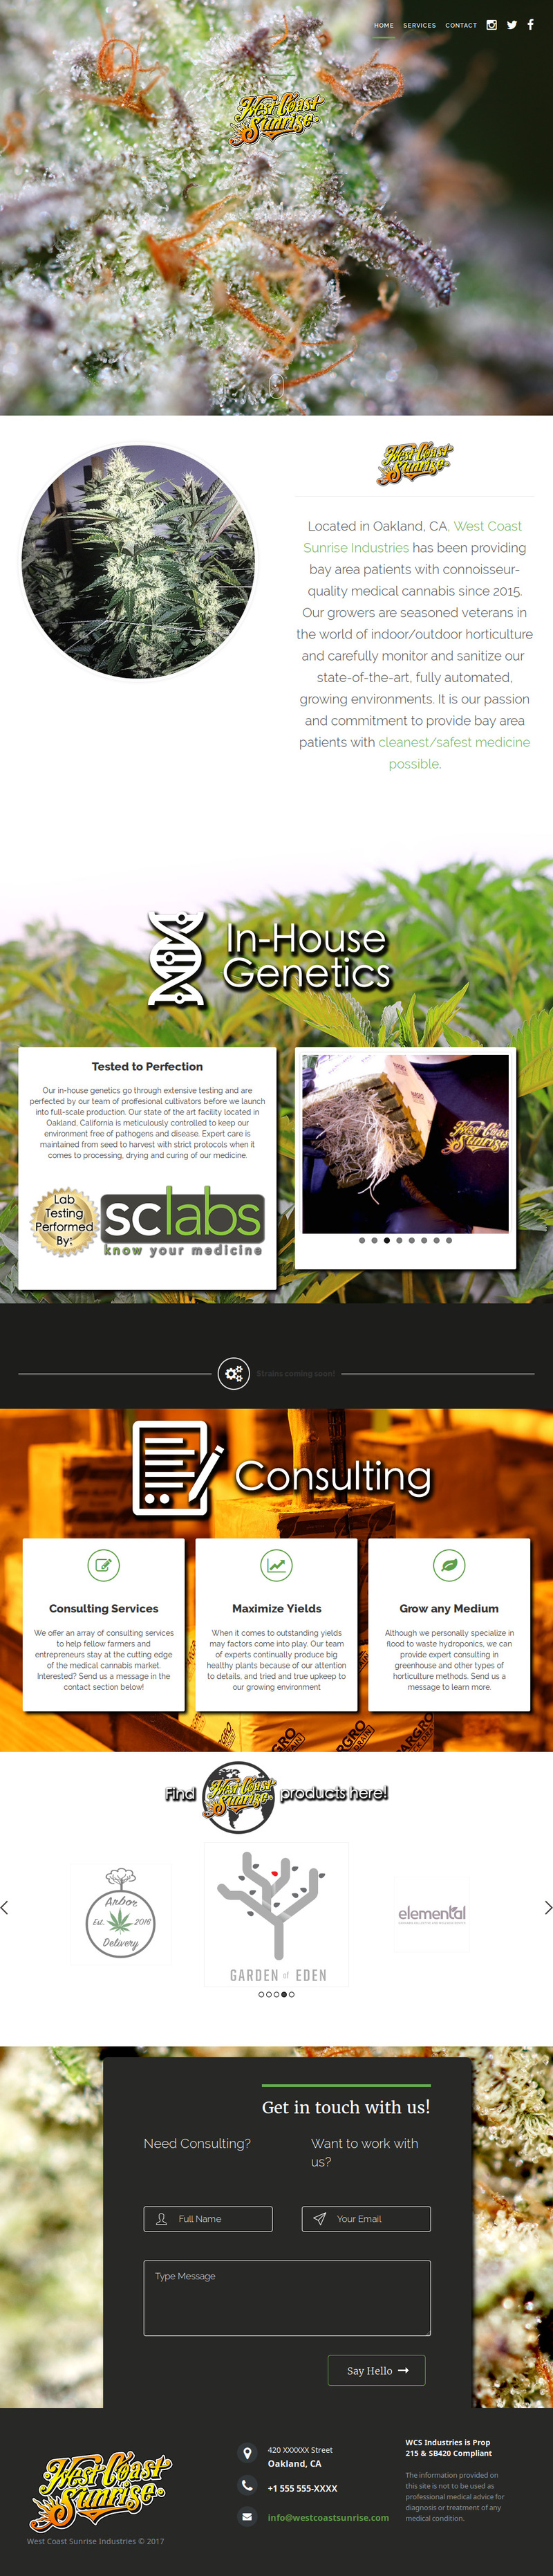 HOME SERVICES CONTACT
West Coast
Sunrise
West Coast
Sunrise
Located in Oakland, CA, West Coast
Sunrise Industries has been providing
bay area patients with connoisseur-
quality medical cannabis since 2015.
Our growers are seasoned veterans in
the world of indoor/outdoor horticulture
and carefully monitor and sanitize our
state-of-the-art, fully automated,
growing environments. It is our passion
and commitment to provide bay area
patients with cleanest/safest medicine
possible.
In-House
Genetics
Tested to Perfection
Our in-house genetics go through extensive testing and are
perfected by our team of proffesional cultivators before we launch
into full-scale production. Our state of the art facility located in
Oakland, California is meticulously controlled to keep our
environment free of pathogens and disease. Expert care is
maintained from seed to harvest with strict protocols when it
comes to processing, drying and curing of our medicine.
Lab
Testing
Performed
By:
sclabs
know your medicine
West Coast
Sunrise
Strains coming soon!
Consulting
Consulting Services
We offer an array of consulting services
to help fellow farmers and
entrepreneurs stay at the cutting edge
of the medical cannabis market.
Interested? Send us a message in the
contact section below!
Maximize Yields
When it comes to outstanding yields
may factors come into play. Our team
of experts continually produce big
healthy plants because of our attention
to details, and tried and true upkeep to
our growing environment
Grow any Medium
Although we personally specialize in
flood to waste hydroponics, we can
provide expert consulting in
greenhouse and other types of
horticulture methods. Send us a
message to learn more.
Find West Coast Sunrise products here!
Arbor
Est. 2016
Delivery
GARDEN of EDEN
elemental
Get in touch with us!
Need Consulting?
Want to work with
us?
Full Name
Your Email
Type Message
Say Hello
West Coast
Sunrise
West Coast Sunrise Industries © 2017
420 XXXXXX Street
Oakland, CA
+1 555 555-XXXX
info@westcoastsunrise.com
WCS Industries is Prop
215 & SB420 Compliant
The information provided on
this site is not to be used as
professional medical advice for
diagnosis or treatment of any
medical condition.